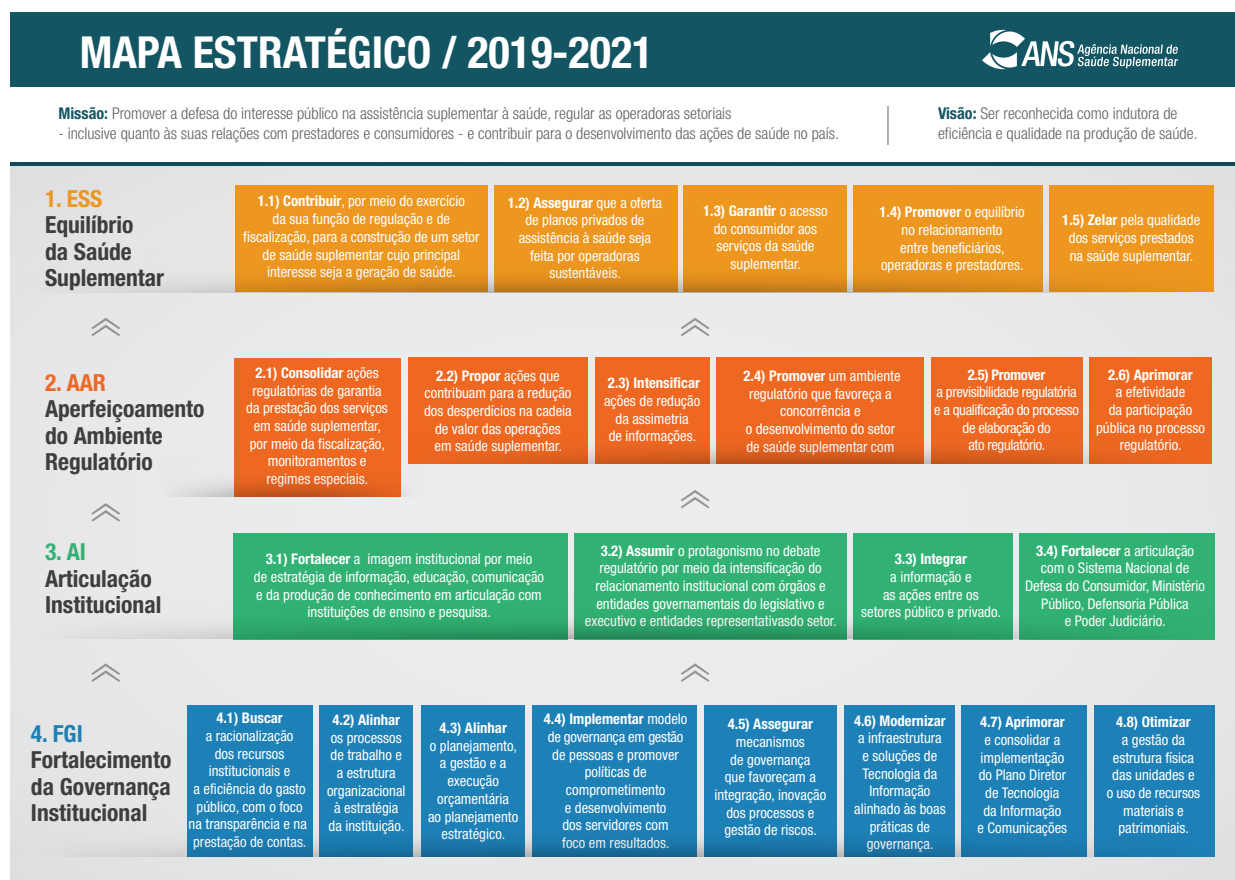 MAPA ESTRATÉGICO / 2019-2021
ANS Agência Nacional de
Saúde Suplementar
Missão: Promover a defesa do interesse público na assistência suplementar à saúde, regular as operadoras setoriais
- inclusive quanto às suas relações com prestadores e consumidores - e contribuir para o desenvolvimento das ações de saúde no país.
Visão: Ser reconhecida como indutora de
eficiência e qualidade na produção de saúde.
1. ESS
Equilíbrio
da Saúde
Suplementar
1.1) Contribuir, por meio do exercício
da sua função de regulação e de
fiscalização, para a construção de um setor
de saúde suplementar cujo principal
interesse seja a geração de saúde.
1.2) Assegurar que a oferta
de planos privados de
assistência à saúde seja
feita por operadoras
sustentáveis.
1.3) Garantir o acesso
do consumidor aos
serviços da saúde
suplementar.
1.4) Promover o equilíbrio
no relacionamento
entre beneficiários,
operadoras e prestadores.
1.5) Zelar pela qualidade
dos serviços prestados
na saúde suplementar.
2. AAR
Aperfeiçoamento
do Ambiente
Regulatório
2.1) Consolidar ações
regulatórias de garantia
da prestação dos serviços
em saúde suplementar,
por meio da fiscalização,
monitoramentos e
regimes especiais.
2.2) Propor ações que
contribuam para a redução
dos desperdícios na cadeia
de valor das operações
em saúde suplementar.
2.3) Intensificar
ações de redução
da assimetria
de informações.
2.4) Promover um ambiente
regulatório que favoreça a
concorrência e
o desenvolvimento do setor
de saúde suplementar com
2.5) Promover
a previsibilidade regulatória
e a qualificação do processo
de elaboração do
ato regulatório.
2.6) Aprimorar
a efetividade
da participação
pública no processo
regulatório.
3. AI
Articulação
Institucional
3.1) Fortalecer a imagem institucional por meio
de estratégia de informação, educação, comunicação
e da produção de conhecimento em articulação com
instituições de ensino e pesquisa.
3.2) Assumir o protagonismo no debate
regulatório por meio da intensificação do
relacionamento institucional com órgãos e
entidades governamentais do legislativo e
executivo e entidades representativasdo setor.
3.3) Integrar
a informação e
as ações entre os
setores público e privado.
3.4) Fortalecer a articulação
com o Sistema Nacional de
Defesa do Consumidor, Ministério
Público, Defensoria Pública
e Poder Judiciário.
4. FGI
Fortalecimento
da Governança
Institucional
4.1) Buscar
a racionalização
dos recursos
institucionais e
a eficiência do gasto
público, com o foco
na transparência e na
prestação de contas.
4.2) Alinhar
os processos
de trabalho e
a estrutura
organizacional
à estratégia
da instituição.
4.3) Alinhar
o planejamento,
a gestão e a
execução
orçamentária
ao planejamento
estratégico.
4.4) Implementar modelo
de governança em gestão
de pessoas e promover
políticas de
comprometimento
e desenvolvimento
dos servidores com
foco em resultados.
4.5) Assegurar
mecanismos
de governança
que favoreçam a
integração, inovação
dos processos e
gestão de riscos.
4.6) Modernizar
a infraestrutura
e soluções de
Tecnologia da
Informação
alinhado às boas
práticas de
governança.
4.7) Aprimorar
e consolidar a
implementação
do Plano Diretor
de Tecnologia
da Informação
e Comunicações
4.8) Otimizar
a gestão da
estrutura física
das unidades e
o uso de recursos
materiais e
patrimoniais.